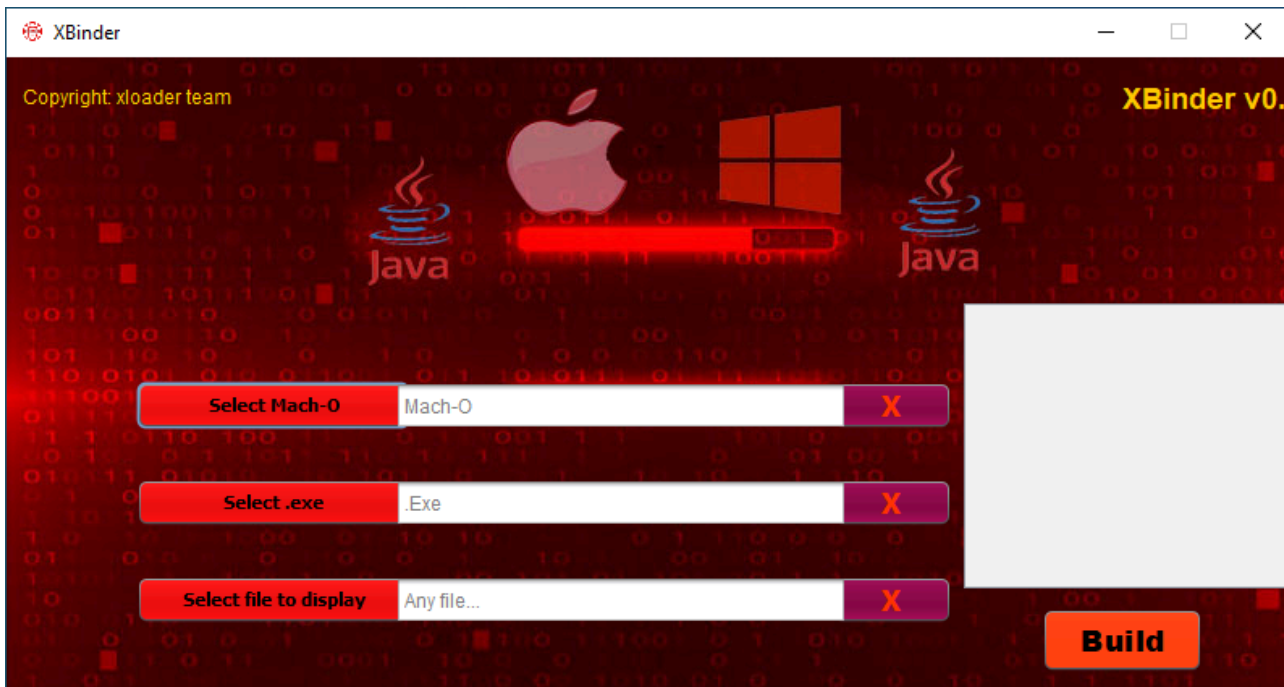 XBinder
Copyright: xloader team
XBinder v0.
Java
Java
Select Mach-O
Mach-O
X
Select .exe
.Exe
X
Select file to display
Any file...
X
Build